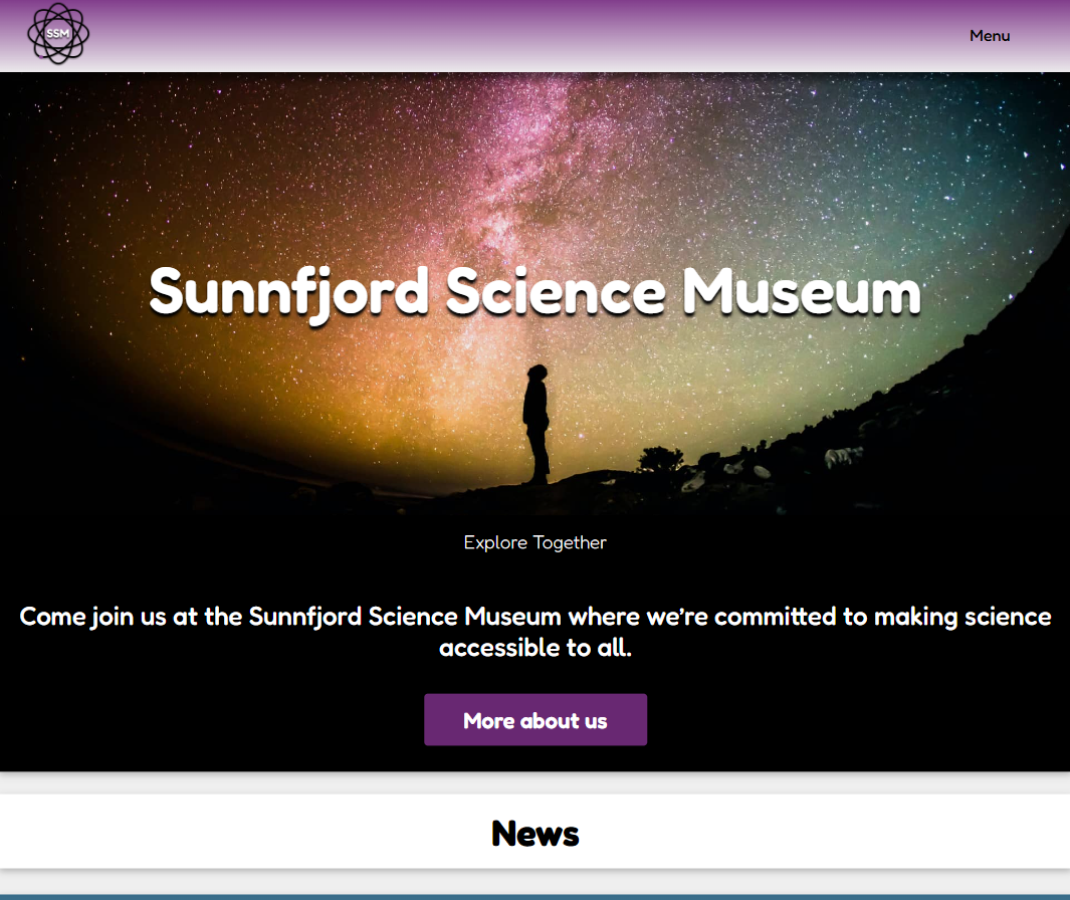 SSM
Menu
Sunnfjord Science Museum
Explore Together
Come join us at the Sunnfjord Science Museum where we’re committed to making science
accessible to all.
More about us
News